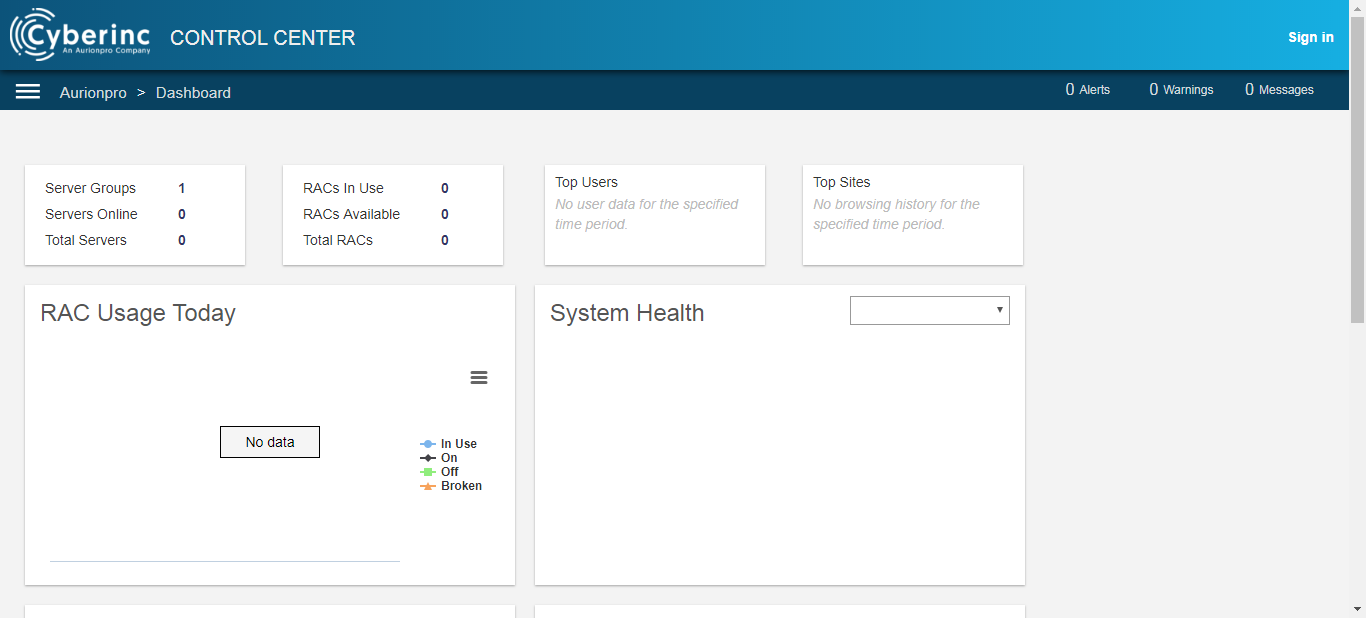 Cyberinc
An Aurionpro Company
CONTROL CENTER
Sign in
Aurionpro > Dashboard
0 Alerts
0 Warnings
0 Messages
Server Groups 1
Servers Online 0
Total Servers 0
RACs In Use 0
RACs Available 0
Total RACs 0
Top Users
No user data for the specified
time period.
Top Sites
No browsing history for the
specified time period.
RAC Usage Today
No data
In Use
On
Off
Broken
System Health